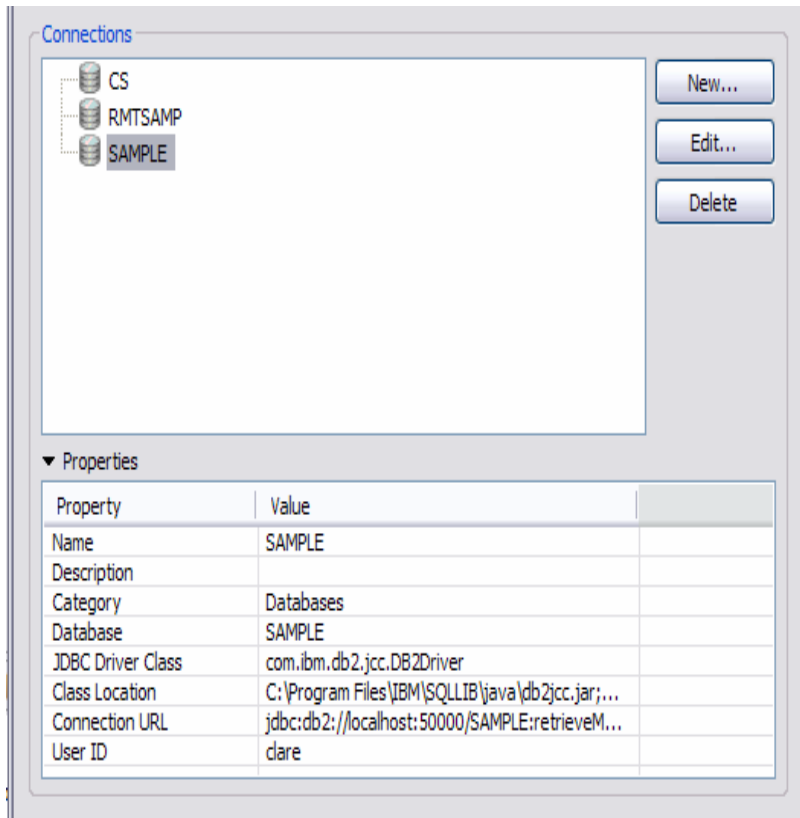 Connections
CS
RMTSAMP
SAMPLE
New...
Edit...
Delete
Properties
Property Value
Name SAMPLE
Description
Category Databases
Database SAMPLE
JDBC Driver Class com.ibm.db2.jcc.DB2Driver
Class Location C:\Program Files\IBM\SQLLIB\java\db2jcc.jar;...
Connection URL jdbc:db2://localhost:50000/SAMPLE:retrieveM...
User ID clare